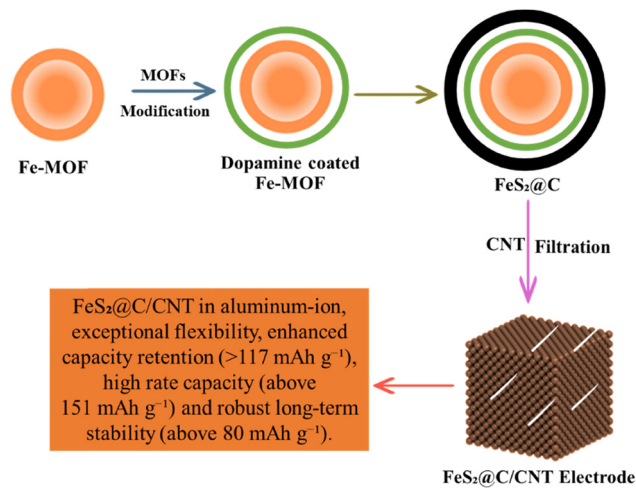 MOFs
Modification
Fe-MOF
Dopamine coated
Fe-MOF
FeS₂@C
CNT Filtration
FeS₂@C/CNT in aluminum-ion,
exceptional flexibility, enhanced
capacity retention (>117 mAh g⁻¹),
high rate capacity (above
151 mAh g⁻¹) and robust long-term
stability (above 80 mAh g⁻¹).
FeS₂@C/CNT Electrode